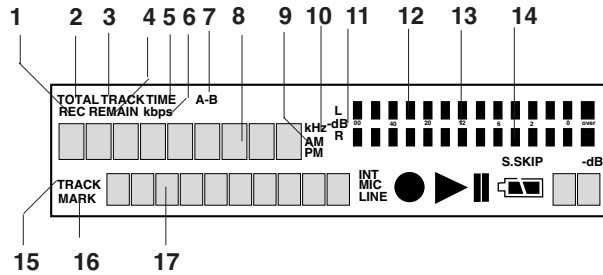 1 2 3 4 5 6 7 8 9 10 11 12 13 14
TOTAL TRACK TIME A-B
REC REMAIN kbps
kHz
AM
PM
L
-dB
R
00 40 20 12 6 2 0 over
S.SKIP -dB
TRACK
MARK
INT
MIC
LINE
15 16 17